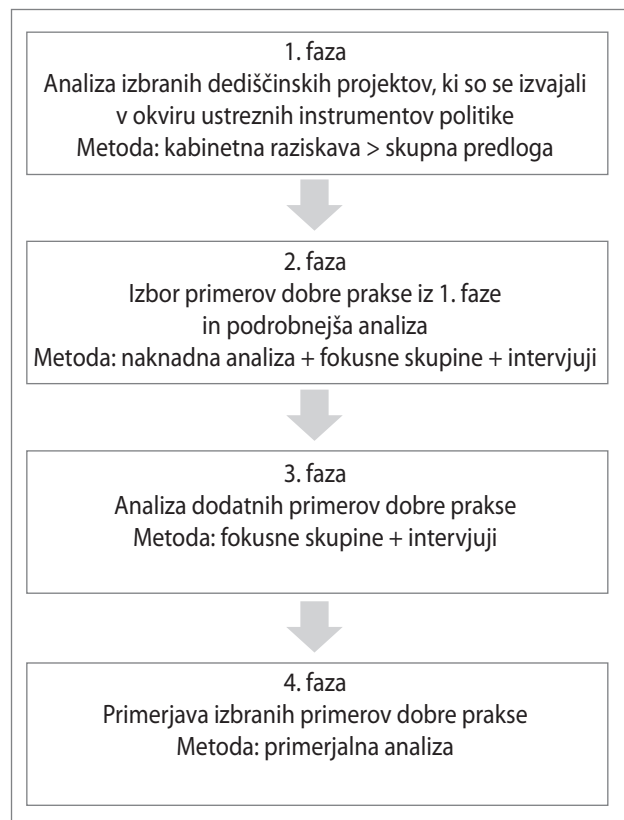 1. faza
Analiza izbranih dediščinskih projektov, ki so se izvajali
v okviru ustreznih instrumentov politike
Metoda: kabinetna raziskava > skupna predloga
2. faza
Izbor primerov dobre prakse iz 1. faze
in podrobnejša analiza
Metoda: naknadna analiza + fokusne skupine + intervjuji
3. faza
Analiza dodatnih primerov dobre prakse
Metoda: fokusne skupine + intervjuji
4. faza
Primerjava izbranih primerov dobre prakse
Metoda: primerjalna analiza